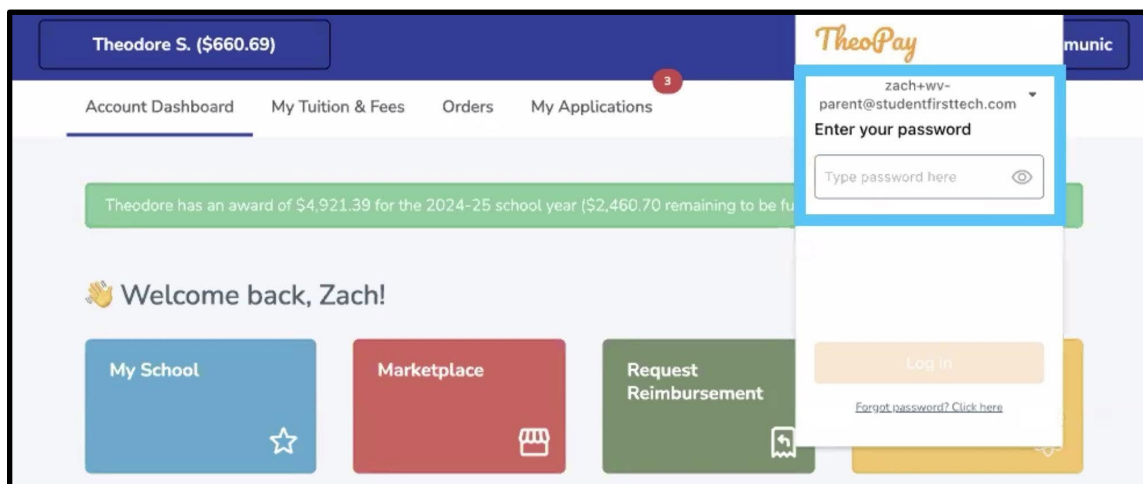 Theodore S. ($660.69)
TheoPay
munic
3
Account Dashboard
My Tuition & Fees
Orders
My Applications
zach+wv-
parent@studentfirsttech.com
Enter your password
Type password here
Theodore has an award of $4,921.39 for the 2024-25 school year ($2,460.70 remaining to be fu
👋 Welcome back, Zach!
My School
Marketplace
Request
Reimbursement
Log in
Forgot password? Click here